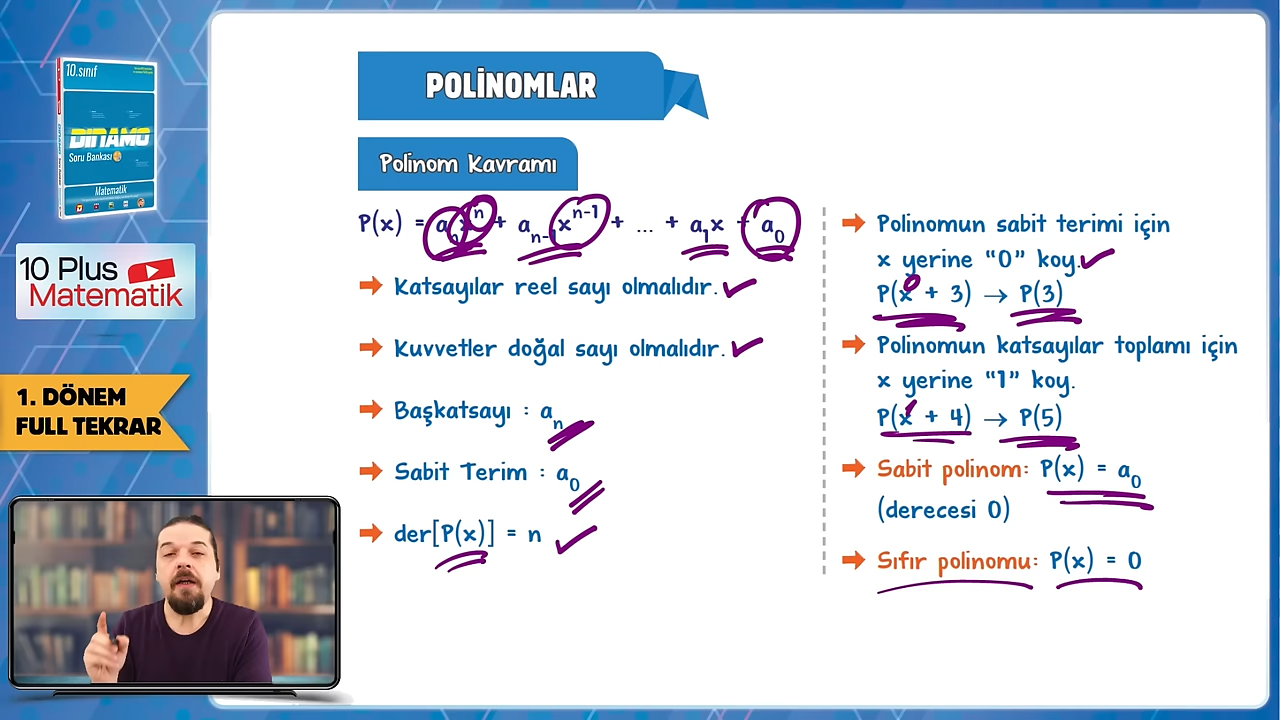 10.sınıf
DİNAMO
Soru Bankası
Matematik
10 Plus
Matematik
1. DÖNEM
FULL TEKRAR
POLİNOMLAR
Polinom Kavramı
P(x) = aₙxⁿ + aₙ₋₁xⁿ⁻¹ + ... + a₁x + a₀
➡ Katsayılar reel sayı olmalıdır. ✓
➡ Kuvvetler doğal sayı olmalıdır. ✓
➡ Başkatsayı : aₙ
➡ Sabit Terim : a₀
➡ der[P(x)] = n ✓
➡ Polinomun sabit terimi için
x yerine “0” koy. ✓
0
P(x + 3) → P(3)
➡ Polinomun katsayılar toplamı için
x yerine “1” koy.
1
P(x + 4) → P(5)
➡ Sabit polinom: P(x) = a₀
(derecesi 0)
➡ Sıfır polinomu: P(x) = 0